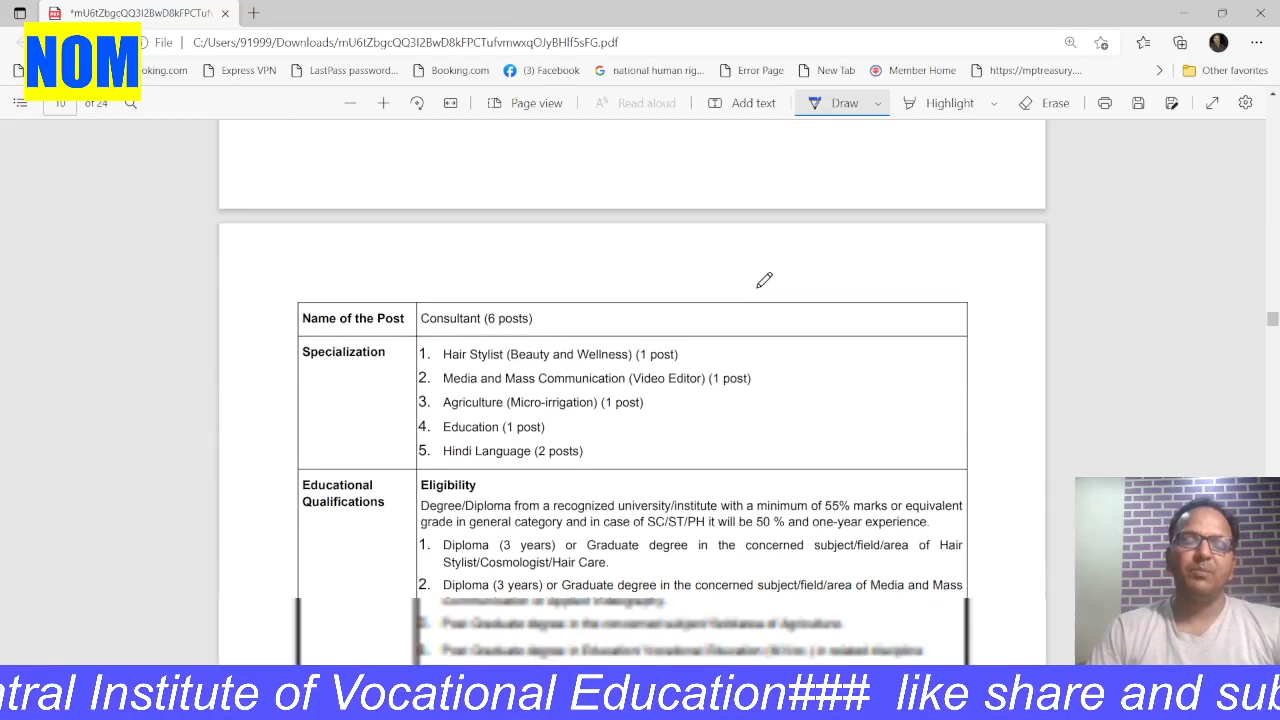 *mU6tZbgcQQ3I2BwD8kFPCTufv
NOM
File C:/Users/91999/Downloads/mU6tZbgcQQ3I2BwD8kFPCTufvmwxqOJyBHIf5sFG.pdf
oking.com Express VPN LastPass password... Booking.com (3) Facebook national human rig... Error Page New Tab Member Home https://mptreasury.... Other favorites
10 of 24 Page view Read aloud Add text Draw Highlight Erase
Name of the Post Consultant (6 posts)
Specialization
1. Hair Stylist (Beauty and Wellness) (1 post)
2. Media and Mass Communication (Video Editor) (1 post)
3. Agriculture (Micro-irrigation) (1 post)
4. Education (1 post)
5. Hindi Language (2 posts)
Educational Qualifications
Eligibility
Degree/Diploma from a recognized university/institute with a minimum of 55% marks or equivalent
grade in general category and in case of SC/ST/PH it will be 50 % and one-year experience.
1. Diploma (3 years) or Graduate degree in the concerned subject/field/area of Hair
Stylist/Cosmologist/Hair Care.
2. Diploma (3 years) or Graduate degree in the concerned subject/field/area of Media and Mass
ntral Institute of Vocational Education### like share and sub